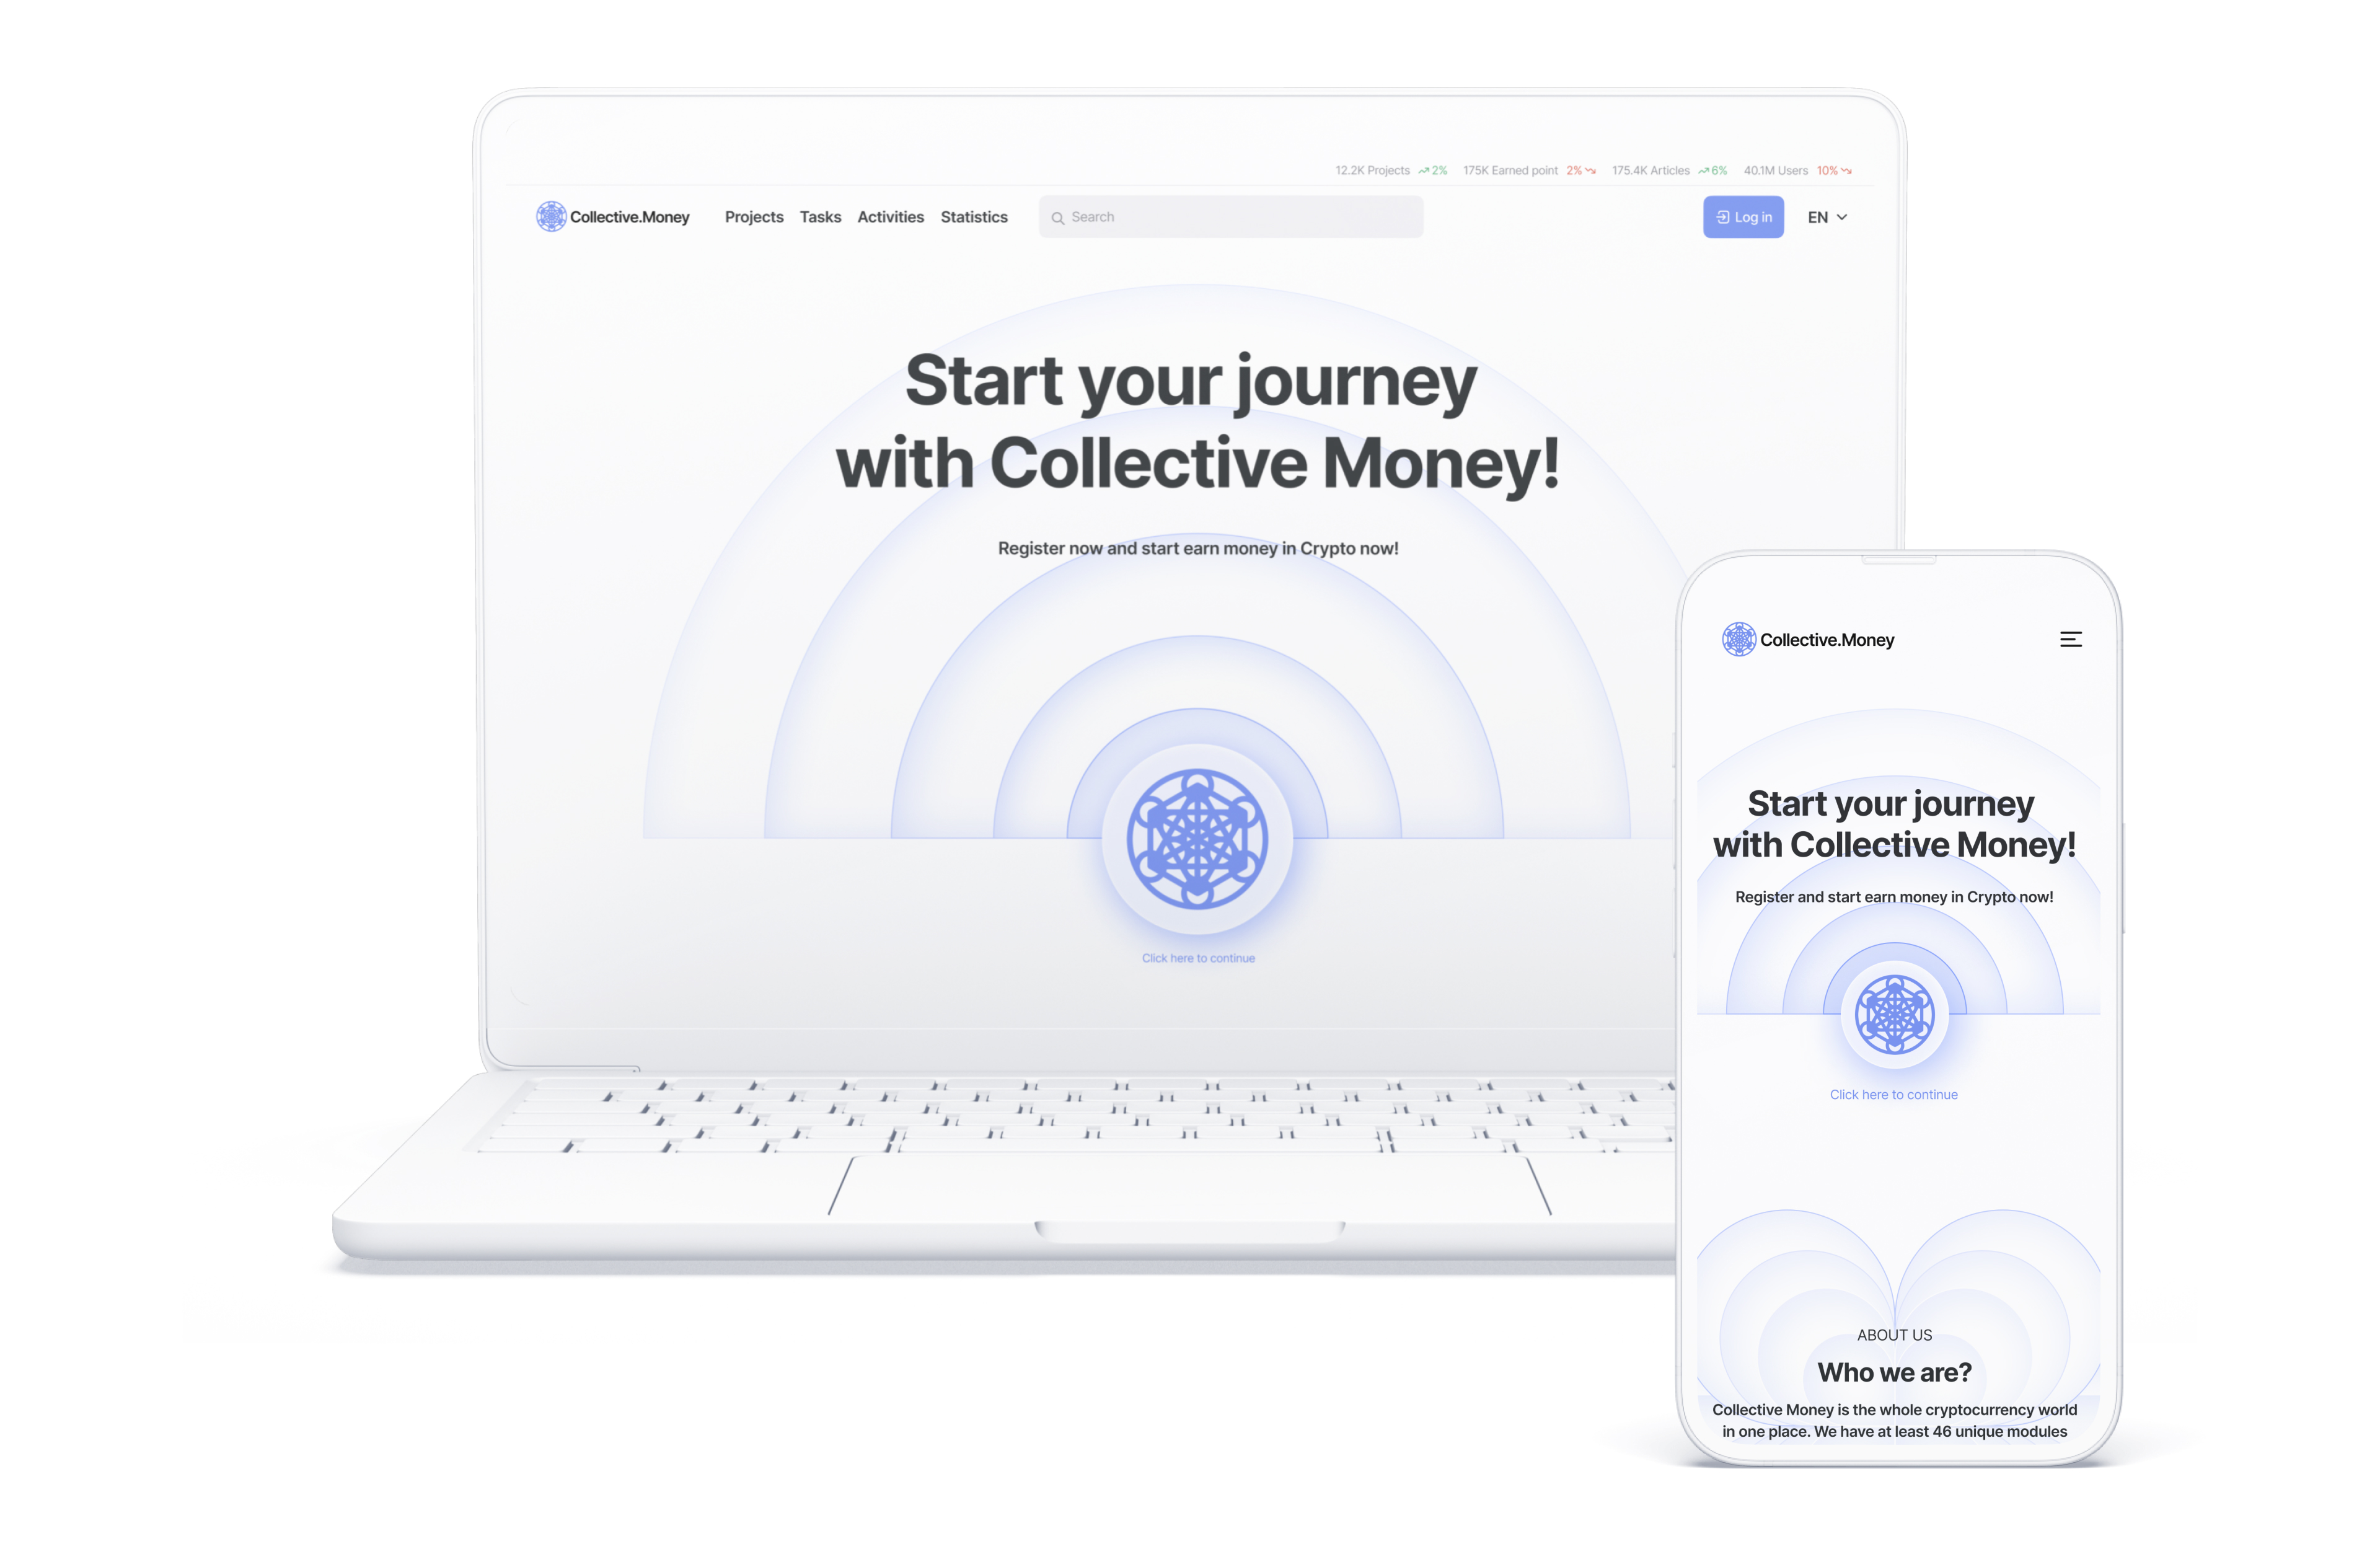 12.2K Projects 2% 175K Earned point 2% 175.4K Articles 6% 40.1M Users 10%
Collective.Money Projects Tasks Activities Statistics Search Log in EN
Start your journey
with Collective Money!
Register now and start earn money in Crypto now!
Click here to continue
Collective.Money
Start your journey
with Collective Money!
Register and start earn money in Crypto now!
Click here to continue
ABOUT US
Who we are?
Collective Money is the whole cryptocurrency world
in one place. We have at least 46 unique modules